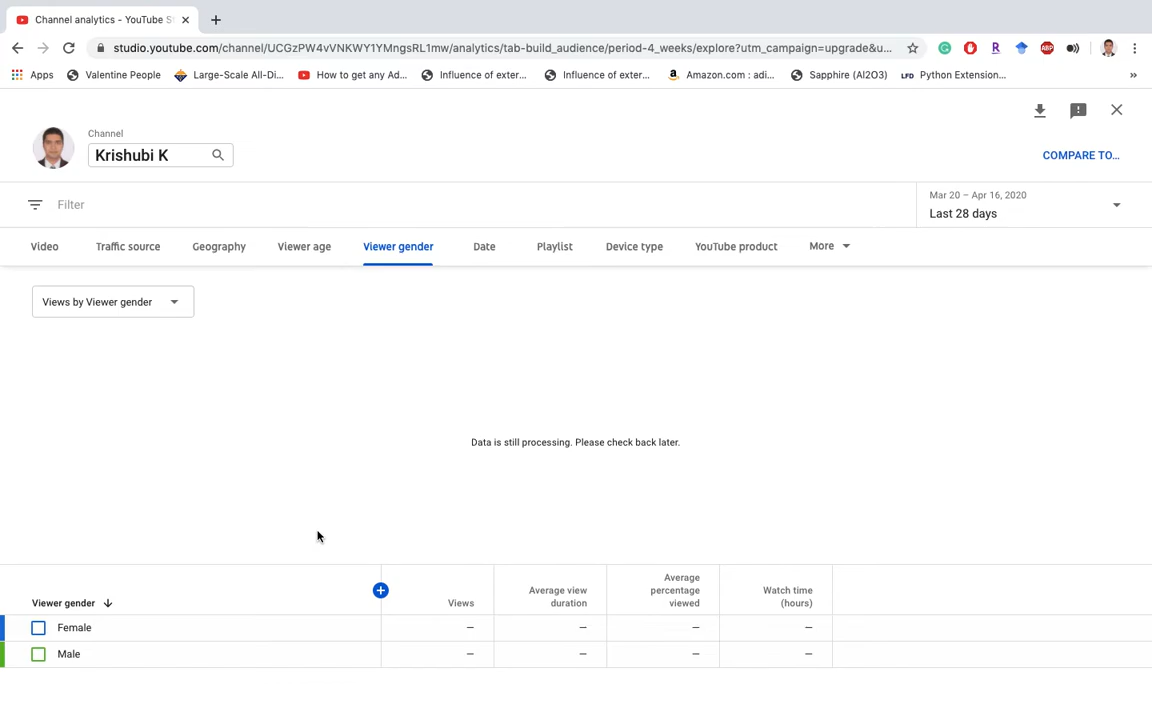 Channel analytics - YouTube S
studio.youtube.com/channel/UCGzPW4vVNKWY1YMngsRL1mw/analytics/tab-build_audience/period-4_weeks/explore?utm_campaign=upgrade&u...
R
ABP
Apps
Valentine People
Large-Scale All-Di...
How to get any Ad...
Influence of exter...
Influence of exter...
a
Amazon.com : adi...
Sapphire (Al2O3)
LFD
Python Extension...
»
Channel
Krishubi K
COMPARE TO...
Filter
Mar 20 – Apr 16, 2020
Last 28 days
Video
Traffic source
Geography
Viewer age
Viewer gender
Date
Playlist
Device type
YouTube product
More
Views by Viewer gender
Data is still processing. Please check back later.
Viewer gender
Views
Average view
duration
Average
percentage
viewed
Watch time
(hours)
Female
—
—
—
—
Male
—
—
—
—